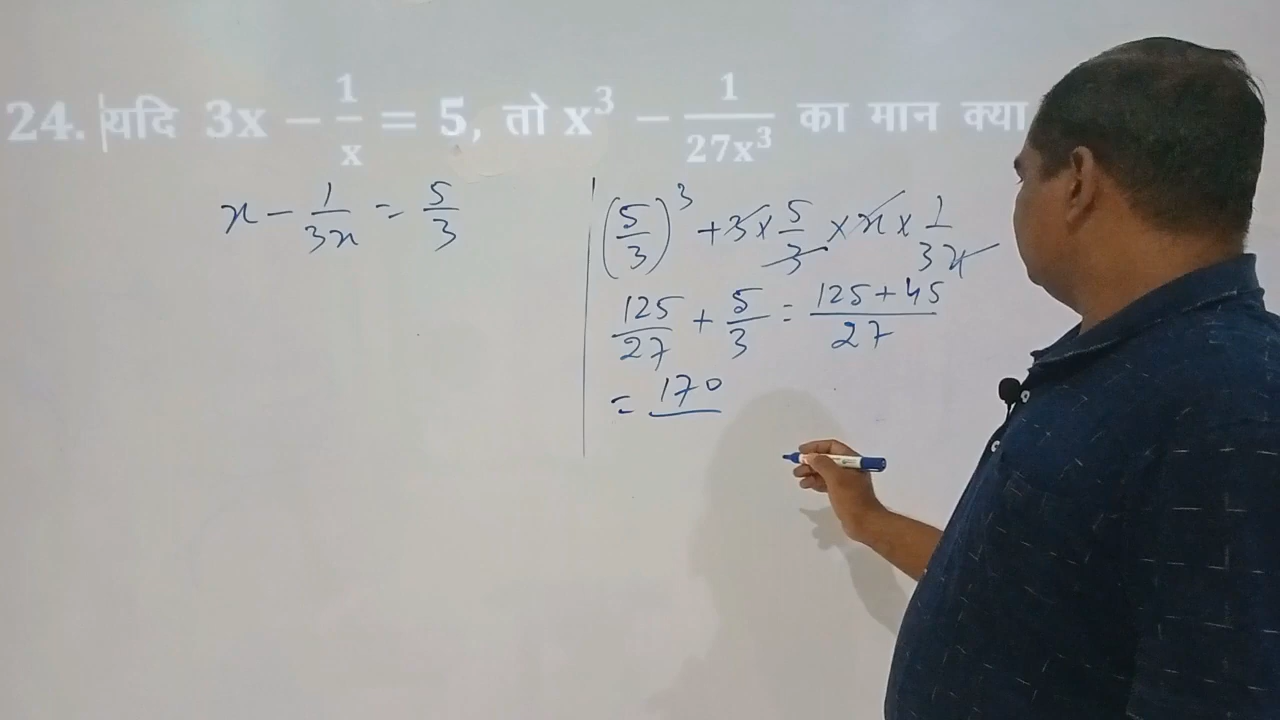 24. यदि 3x − 1/x = 5, तो x³ − 1/27x³ का मान क्या
x − 1/3x = 5/3
(5/3)³ + 3 × 5/3 × x × 1/3x
125/27 + 5/3 = 125+45/27
= 170